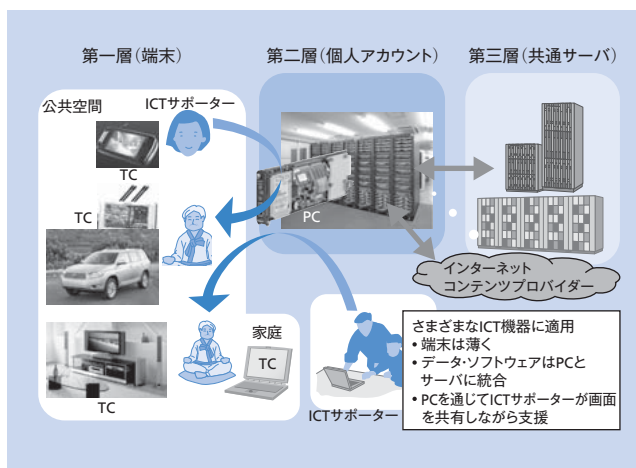 第一層(端末)
第二層(個人アカウント)
第三層(共通サーバ)
公共空間
ICTサポーター
TC
TC
PC
インターネット
コンテンツプロバイダー
家庭
TC
TC
ICTサポーター
さまざまなICT機器に適用
• 端末は薄く
• データ・ソフトウェアはPCと
サーバに統合
• PCを通じてICTサポーターが画面
を共有しながら支援